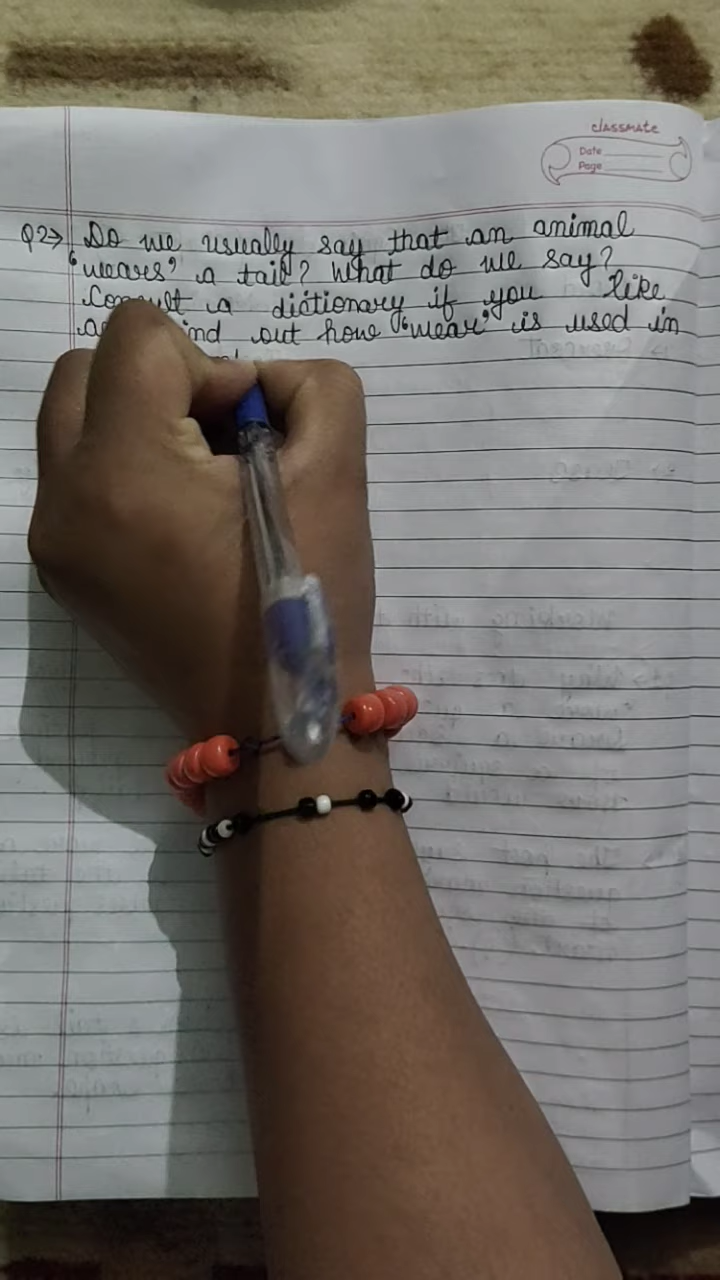 classmate
Date
Page
Q2→ Do we usually say that an animal
'wears' a tail? What do we say?
Consult a dictionary if you like
out how 'wear' is used in